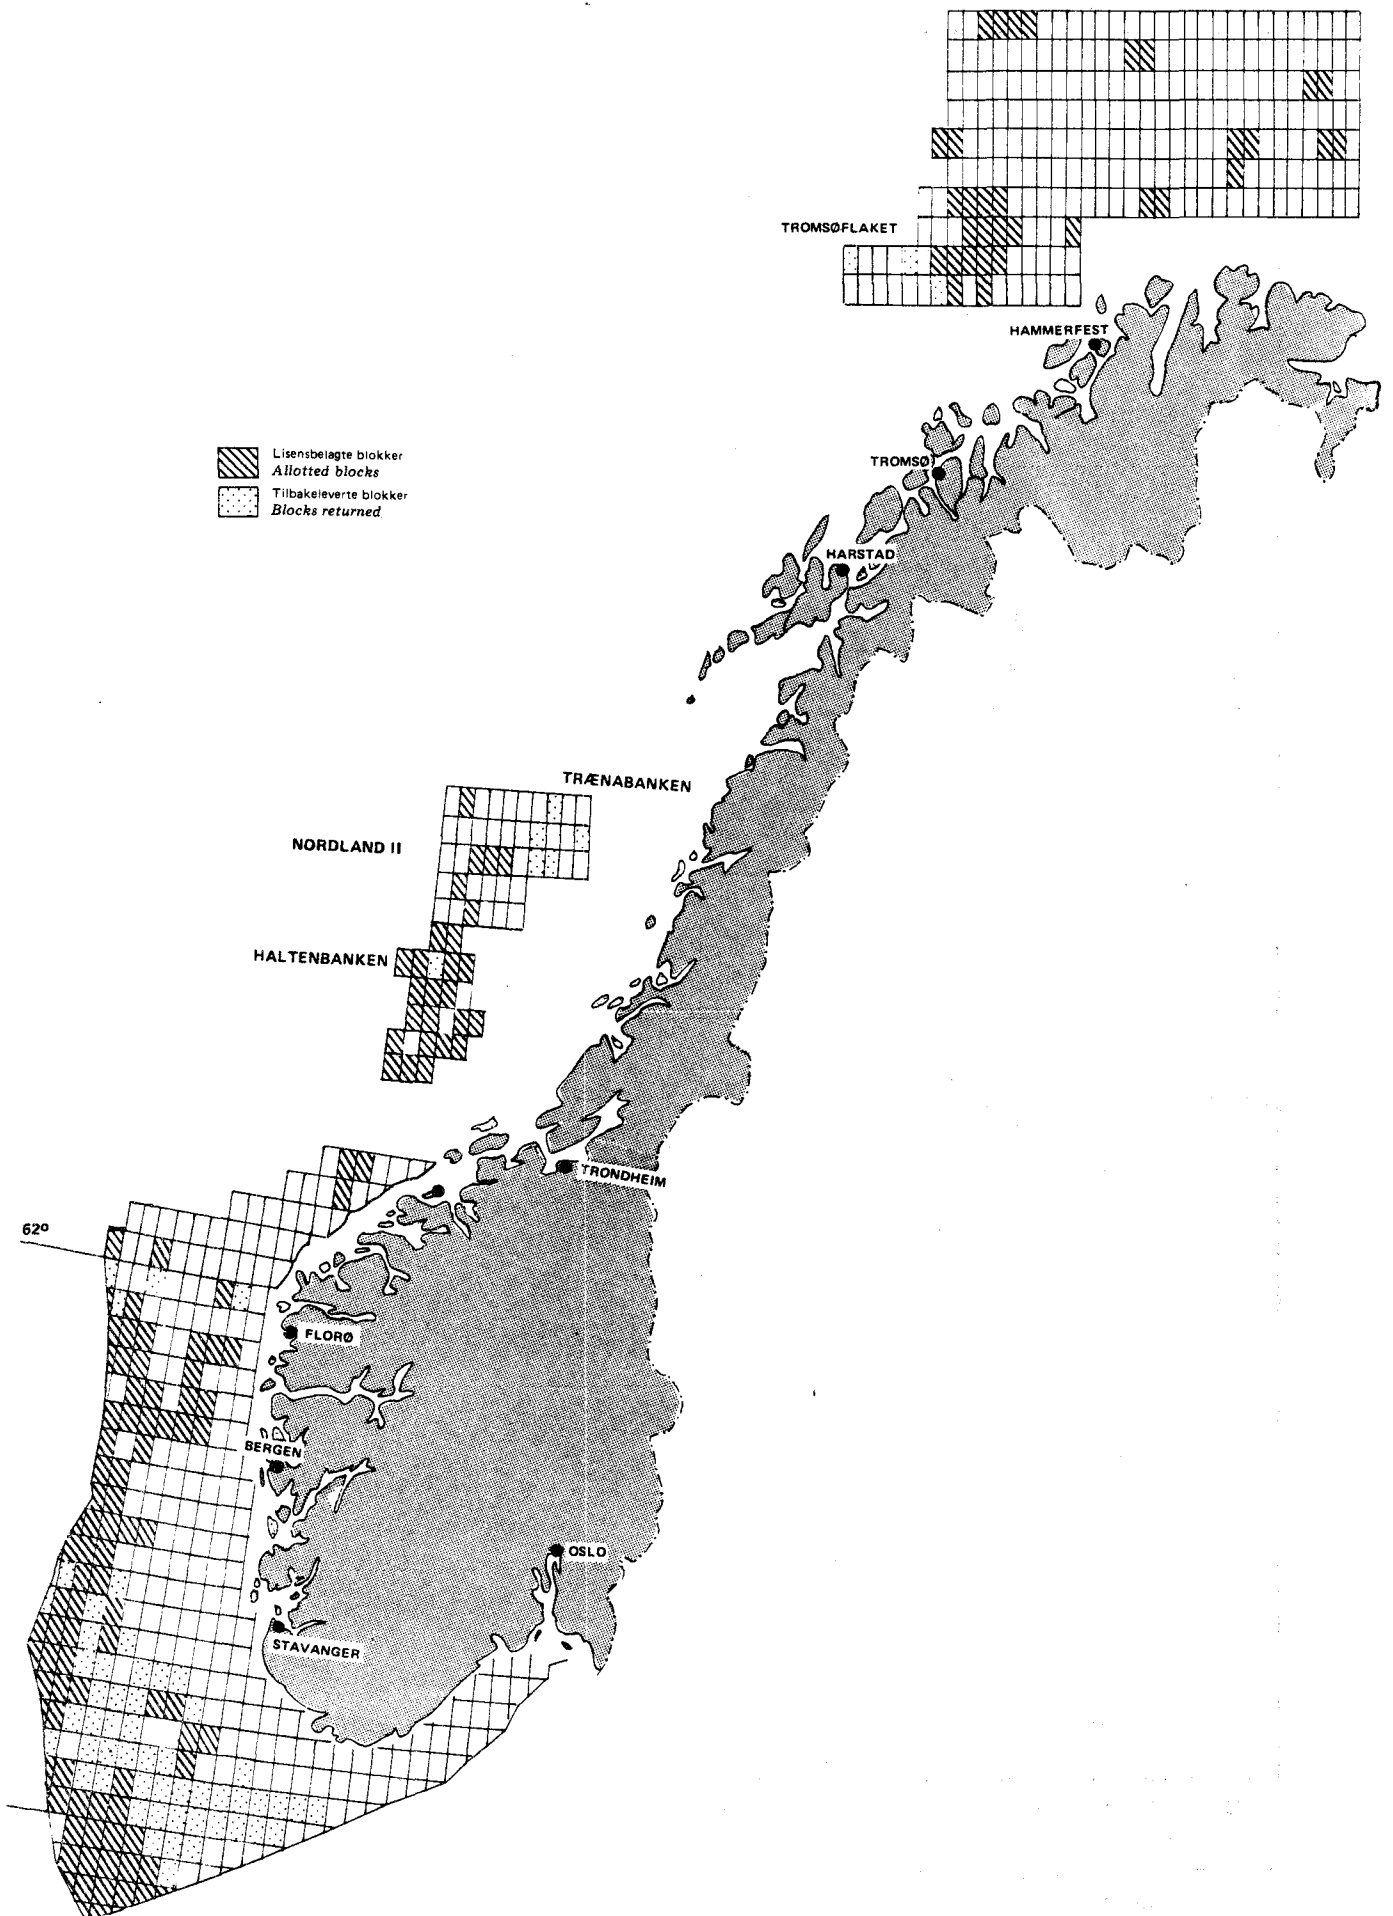 TROMSØFLAKET
HAMMERFEST
Lisensbelagte blokker
Allotted blocks
TROMSØ
Tilbakeleverte blokker
Blocks returned
HARSTAD
TRÆNABANKEN
NORDLAND II
HALTENBANKEN
TRONDHEIM
62º
FLORØ
BERGEN
OSLO
STAVANGER